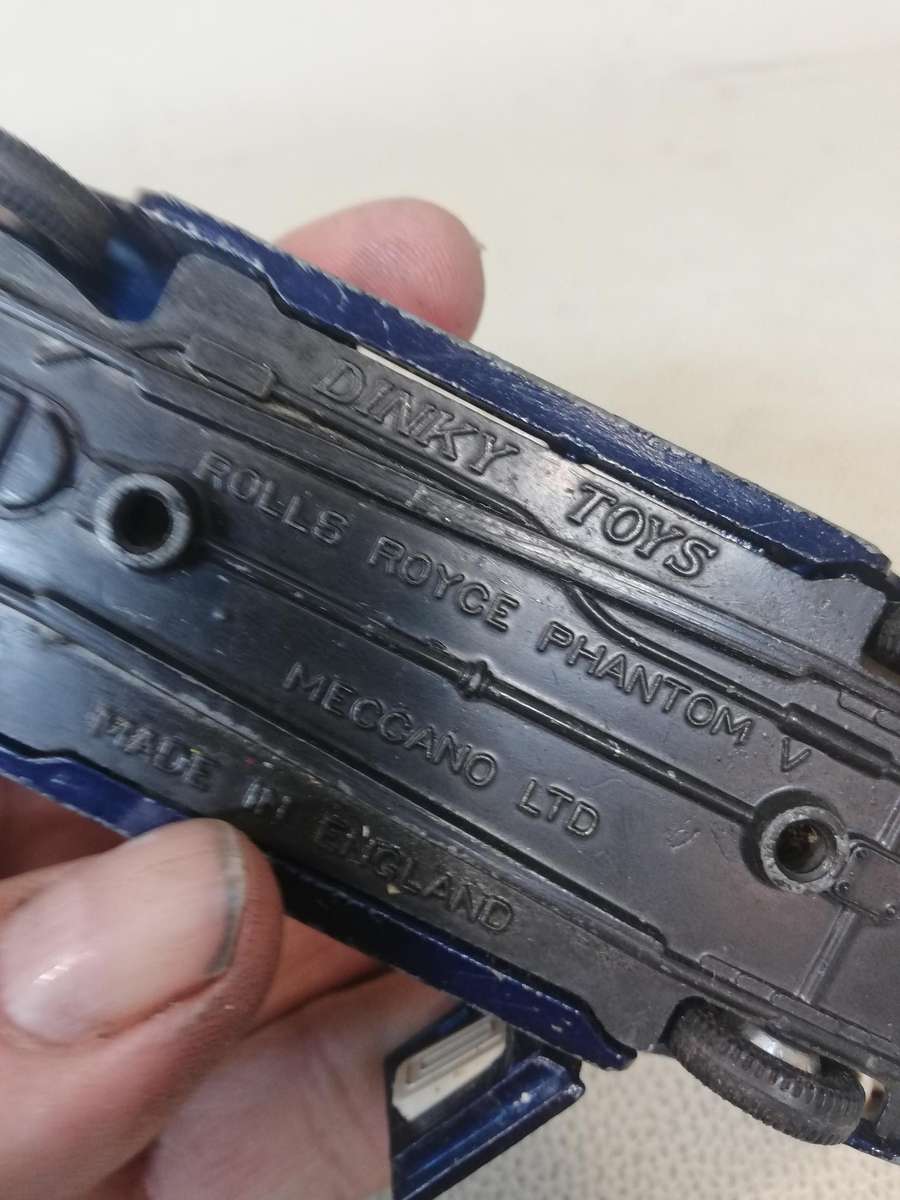 DINKY TOYS
ROLLS ROYCE PHANTOM V
MECCANO LTD
MADE IN ENGLAND